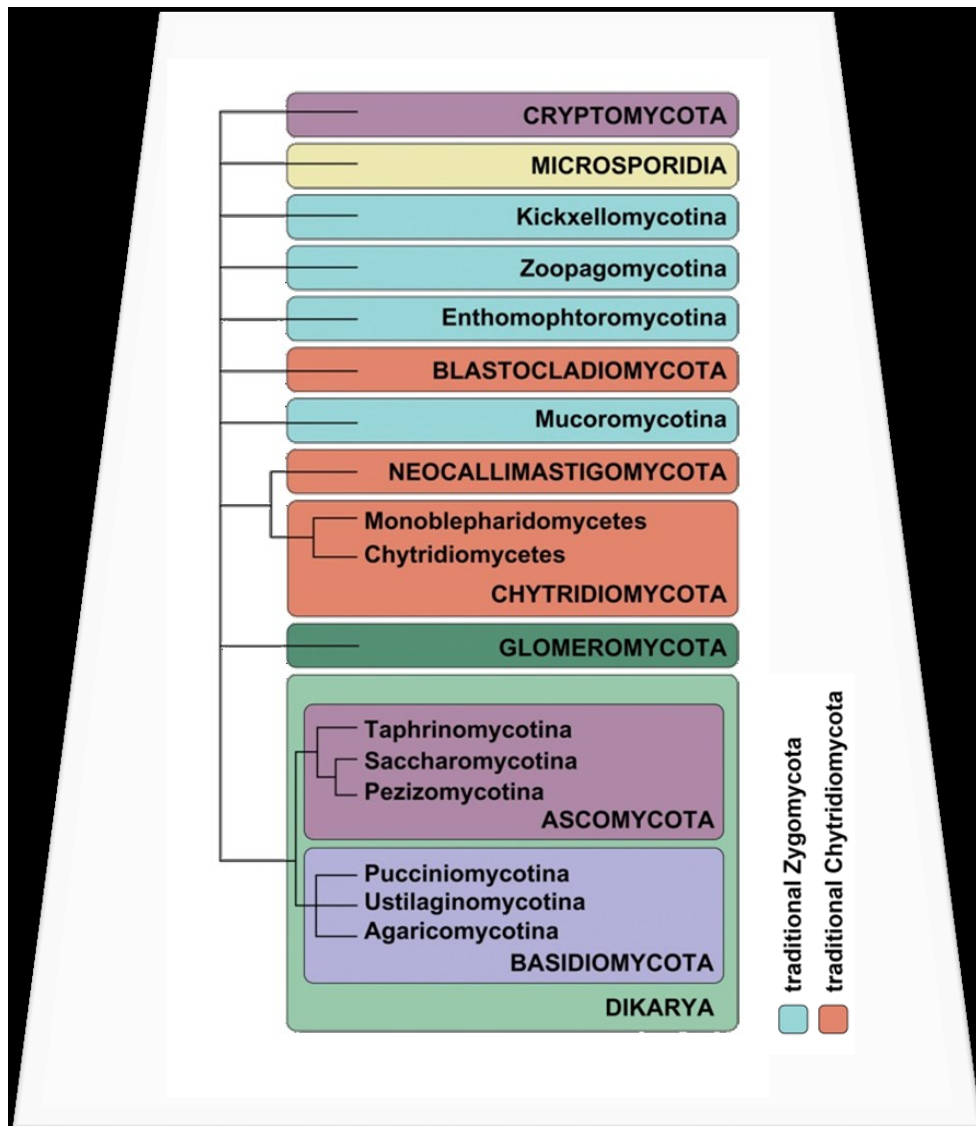 CRYPTOMYCOTA
MICROSPORIDIA
Kickxellomycotina
Zoopagomycotina
Enthomophtoromycotina
BLASTOCLADIOMYCOTA
Mucoromycotina
NEOCALLIMASTIGOMYCOTA
Monoblepharidomycetes
Chytridiomycetes
CHYTRIDIOMYCOTA
GLOMEROMYCOTA
Taphrinomycotina
Saccharomycotina
Pezizomycotina
ASCOMYCOTA
Pucciniomycotina
Ustilaginomycotina
Agaricomycotina
BASIDIOMYCOTA
DIKARYA
traditional Zygomycota
traditional Chytridiomycota